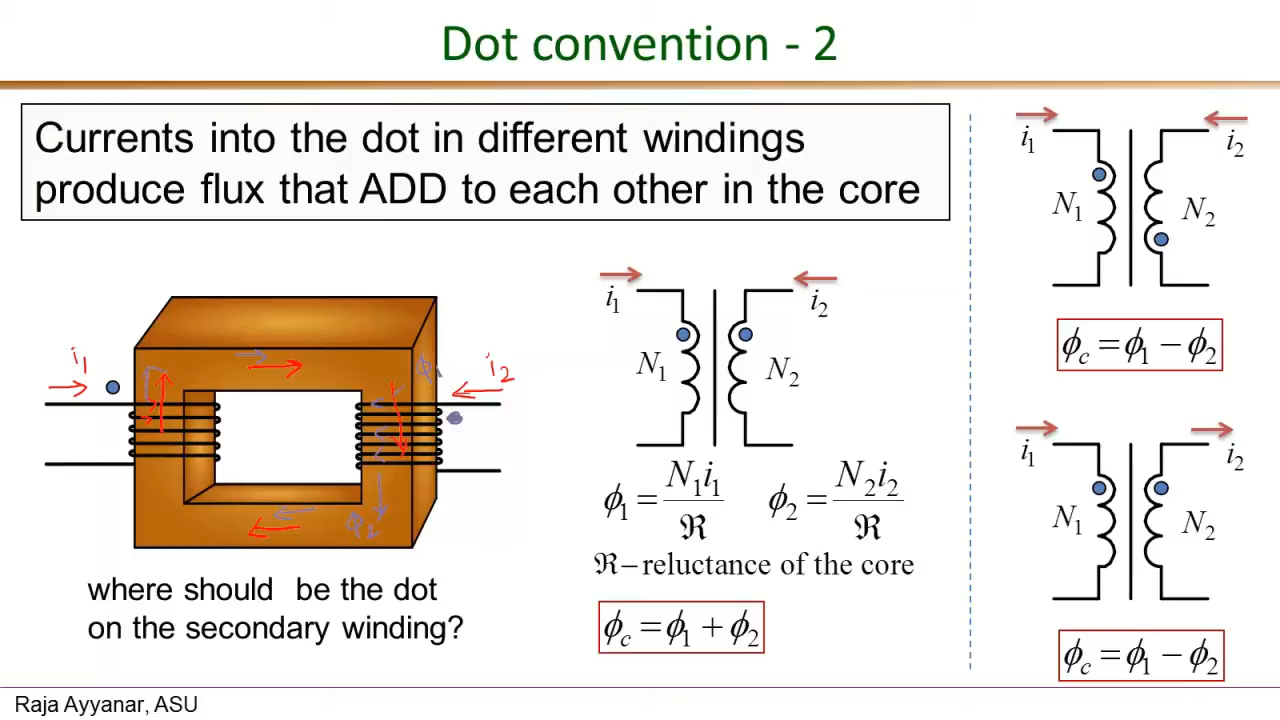 Dot convention - 2
Currents into the dot in different windings
produce flux that ADD to each other in the core
i1
i2
ϕ1
ϕ2
where should be the dot
on the secondary winding?
i1
i2
N1
N2
ϕ1 = N1i1/ℜ
ϕ2 = N2i2/ℜ
ℜ – reluctance of the core
ϕc = ϕ1 + ϕ2
i1
i2
N1
N2
ϕc = ϕ1 − ϕ2
i1
i2
N1
N2
ϕc = ϕ1 − ϕ2
Raja Ayyanar, ASU